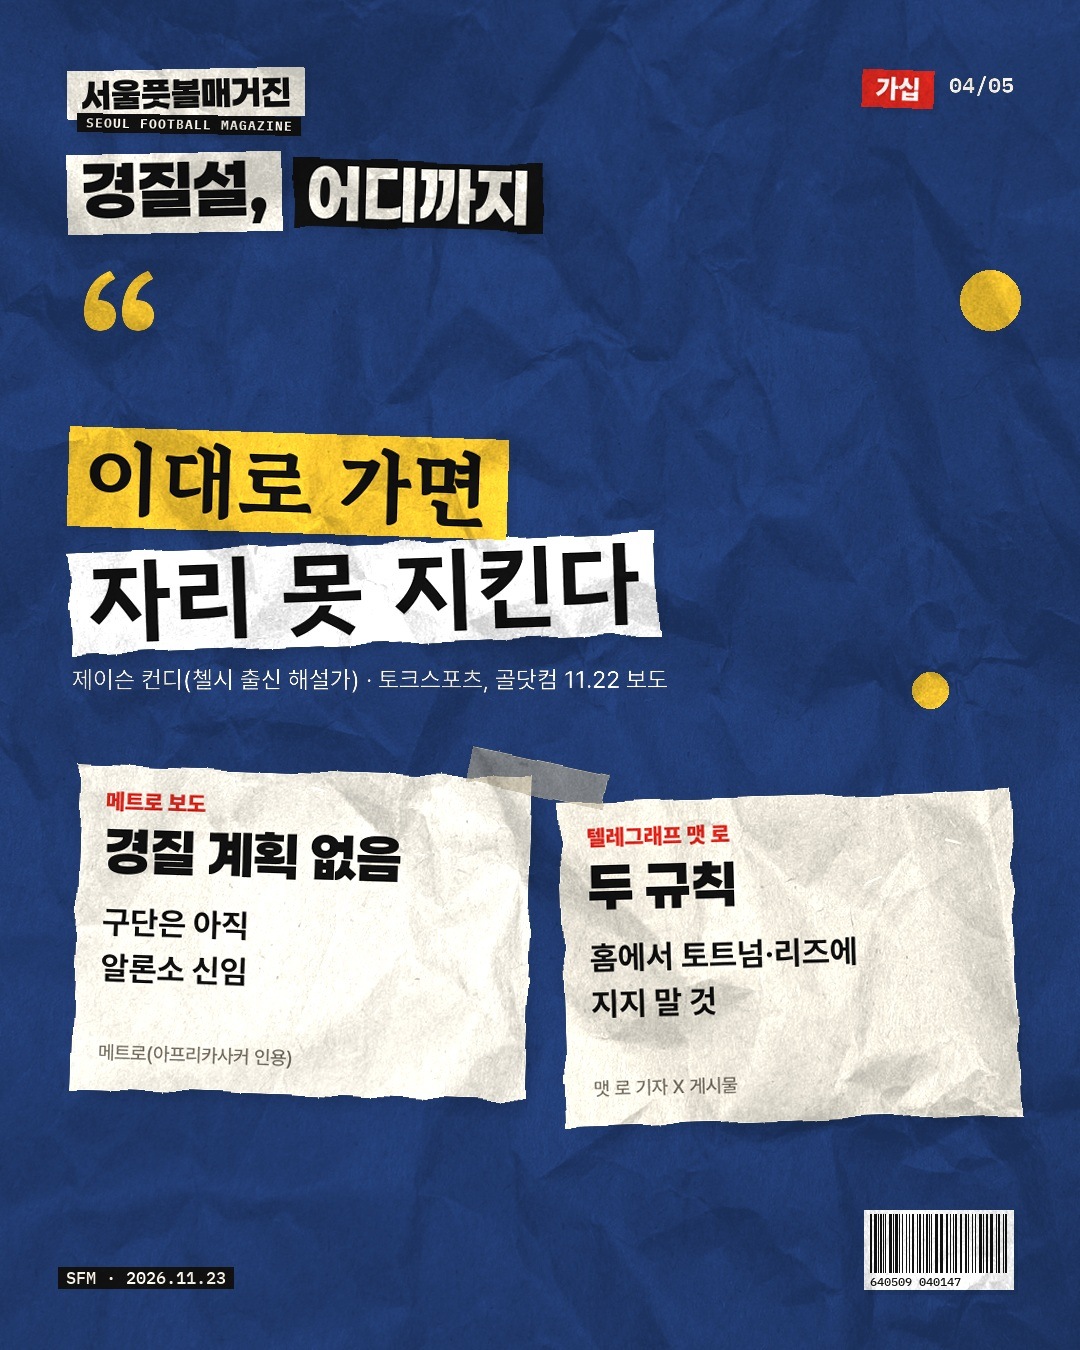 서울풋볼매거진
SEOUL FOOTBALL MAGAZINE
가십 04/05
경질설, 어디까지
“
이대로 가면
자리 못 지킨다
제이슨 컨디(첼시 출신 해설가) · 토크스포츠, 골닷컴 11.22 보도
메트로 보도
경질 계획 없음
구단은 아직
알론소 신임
메트로(아프리카사커 인용)
텔레그래프 맷 로
두 규칙
홈에서 토트넘·리즈에
지지 말 것
맷 로 기자 X 게시물
SFM · 2026.11.23
640509 040147